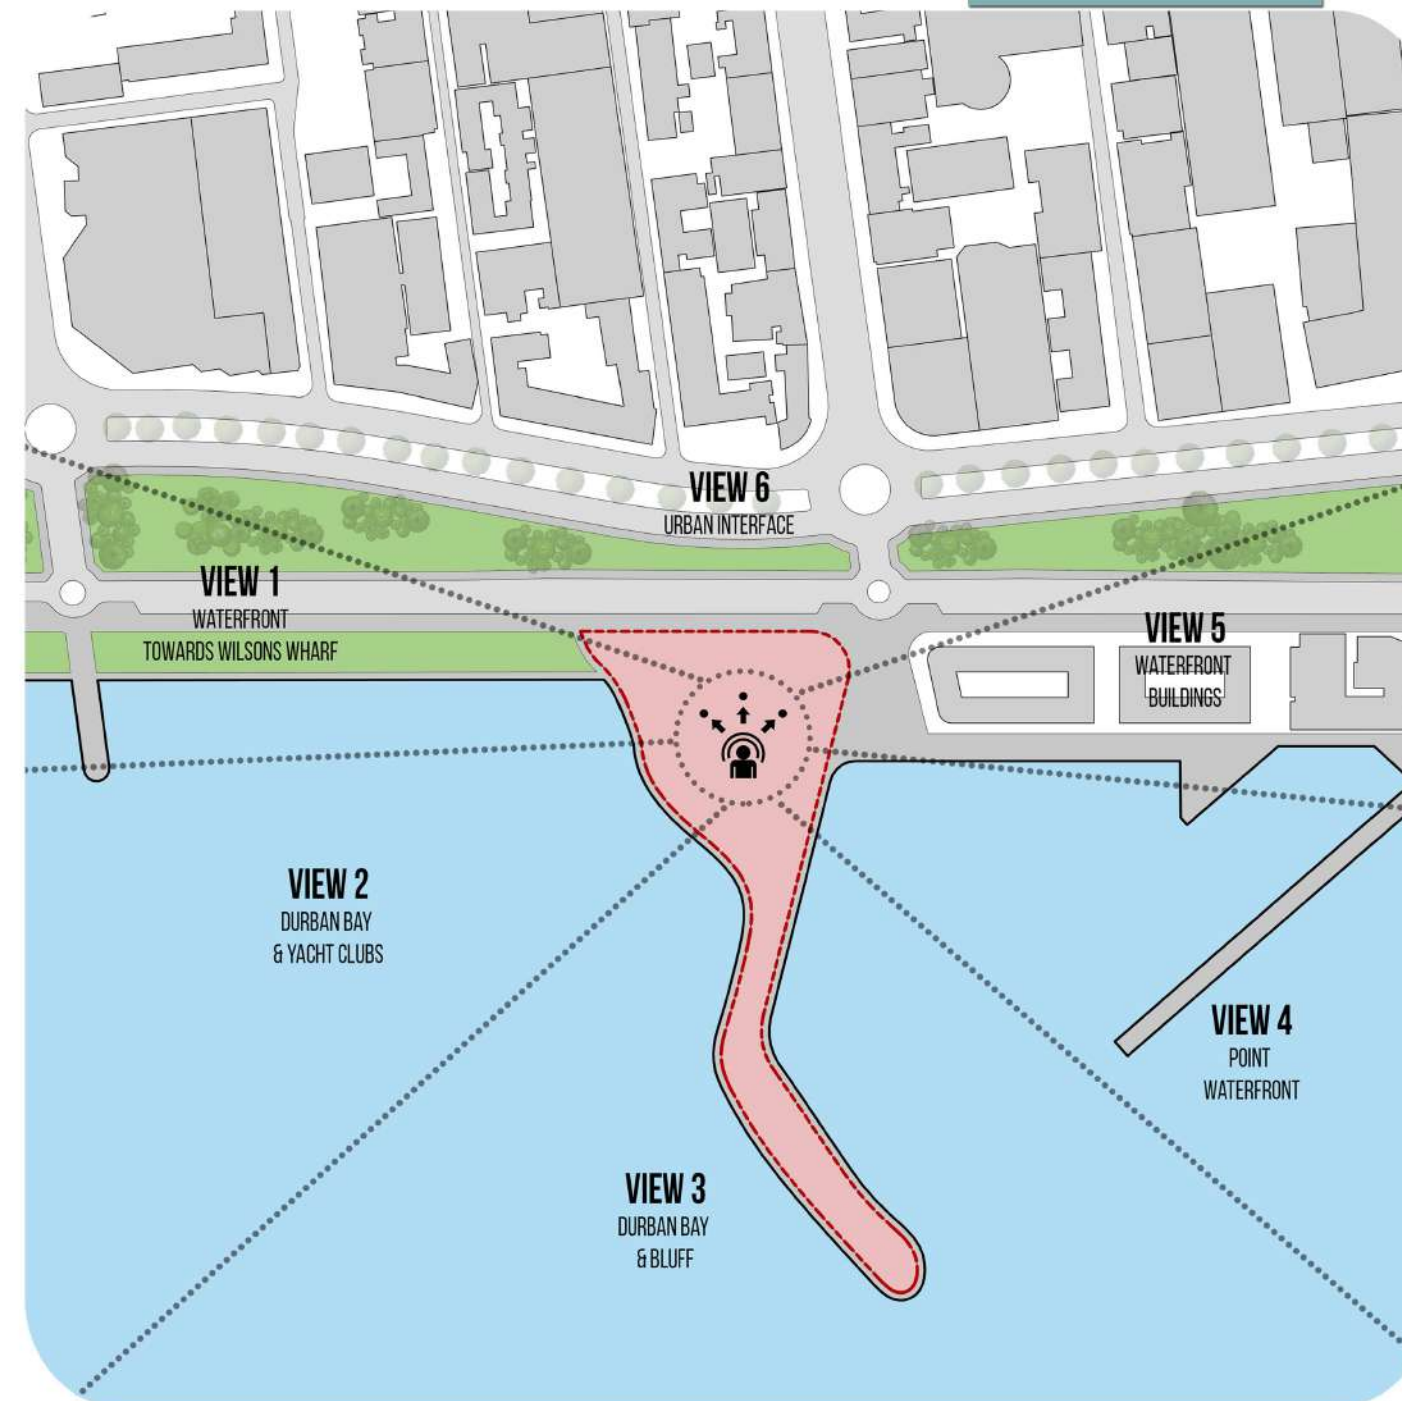 VIEW 6
URBAN INTERFACE
VIEW 1
WATERFRONT
TOWARDS WILSONS WHARF
VIEW 5
WATERFRONT
BUILDINGS
VIEW 2
DURBAN BAY
& YACHT CLUBS
VIEW 4
POINT
WATERFRONT
VIEW 3
DURBAN BAY
& BLUFF